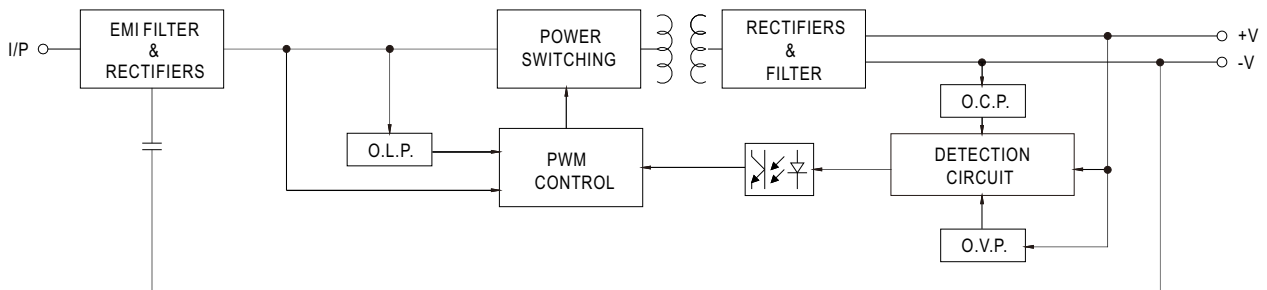 I/P
EMI FILTER
&
RECTIFIERS
POWER
SWITCHING
RECTIFIERS
&
FILTER
+V
-V
O.C.P.
O.L.P.
PWM
CONTROL
DETECTION
CIRCUIT
O.V.P.